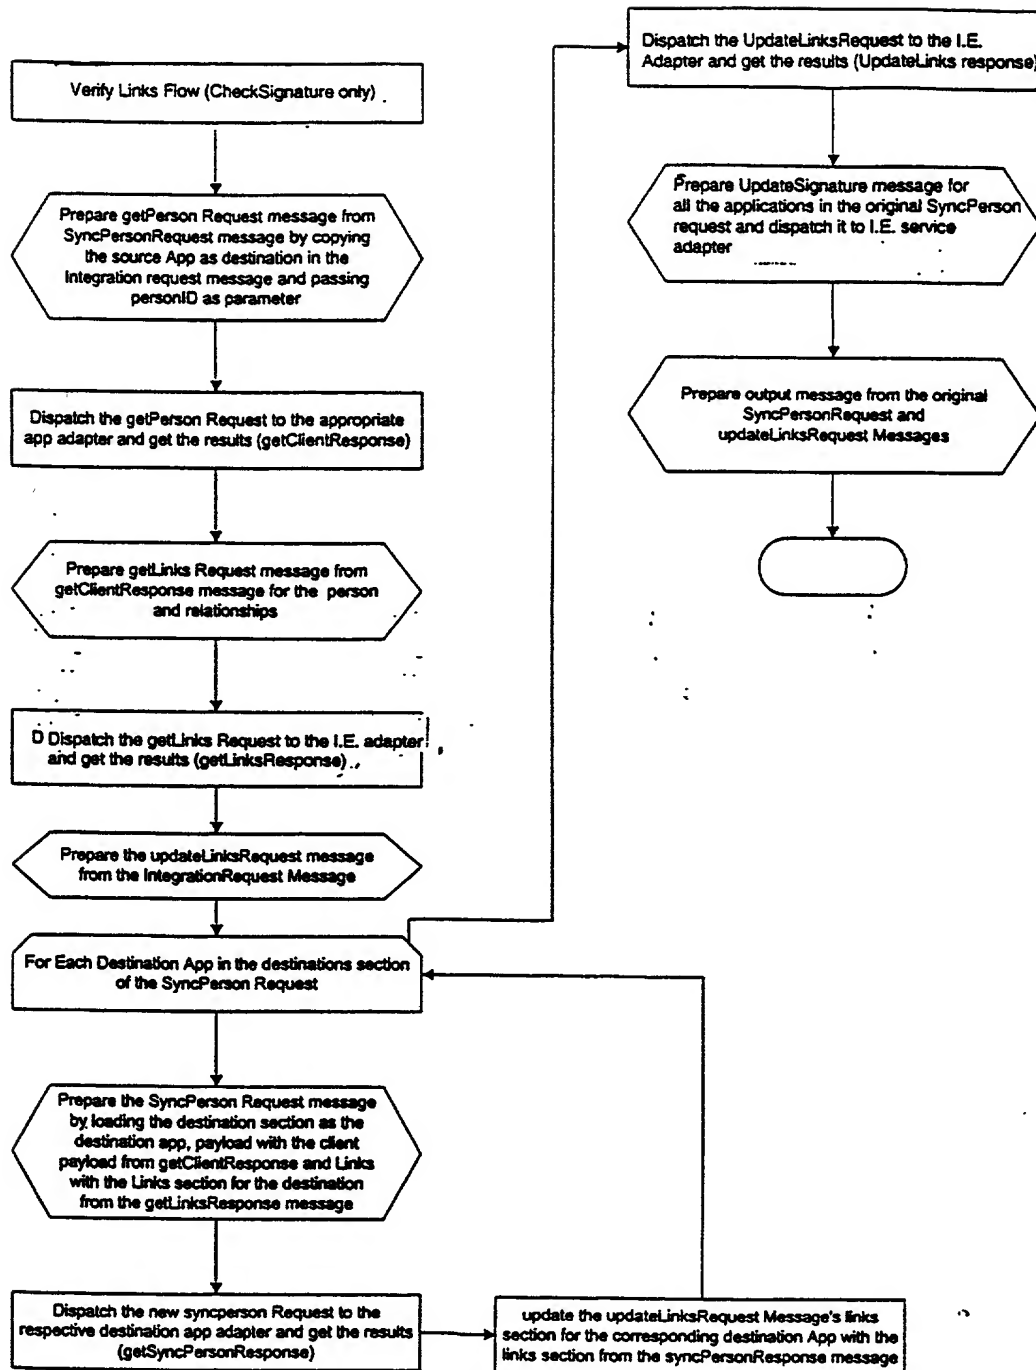 Verify Links Flow (CheckSignature only)
Prepare getPerson Request message from
SyncPersonRequest message by copying
the source App as destination in the
Integration request message and passing
personID as parameter
Dispatch the getPerson Request to the appropriate
app adapter and get the results (getClientResponse)
Prepare getLinks Request message from
getClientResponse message for the person
and relationships
D Dispatch the getLinks Request to the I.E. adapter
and get the results (getLinksResponse)
Prepare the updateLinksRequest message
from the IntegrationRequest Message
For Each Destination App in the destinations section
of the SyncPerson Request
Prepare the SyncPerson Request message
by loading the destination section as the
destination app, payload with the client
payload from getClientResponse and Links
with the Links section for the destination
from the getLinksResponse message
Dispatch the new syncperson Request to the
respective destination app adapter and get the results
(getSyncPersonResponse)
update the updateLinksRequest Message's links
section for the corresponding destination App with the
links section from the syncPersonResponse message
Dispatch the UpdateLinksRequest to the I.E.
Adapter and get the results (UpdateLinks response)
Prepare UpdateSignature message for
all the applications in the original SyncPerson
request and dispatch it to I.E. service
adapter
Prepare output message from the original
SyncPersonRequest and
updateLinksRequest Messages